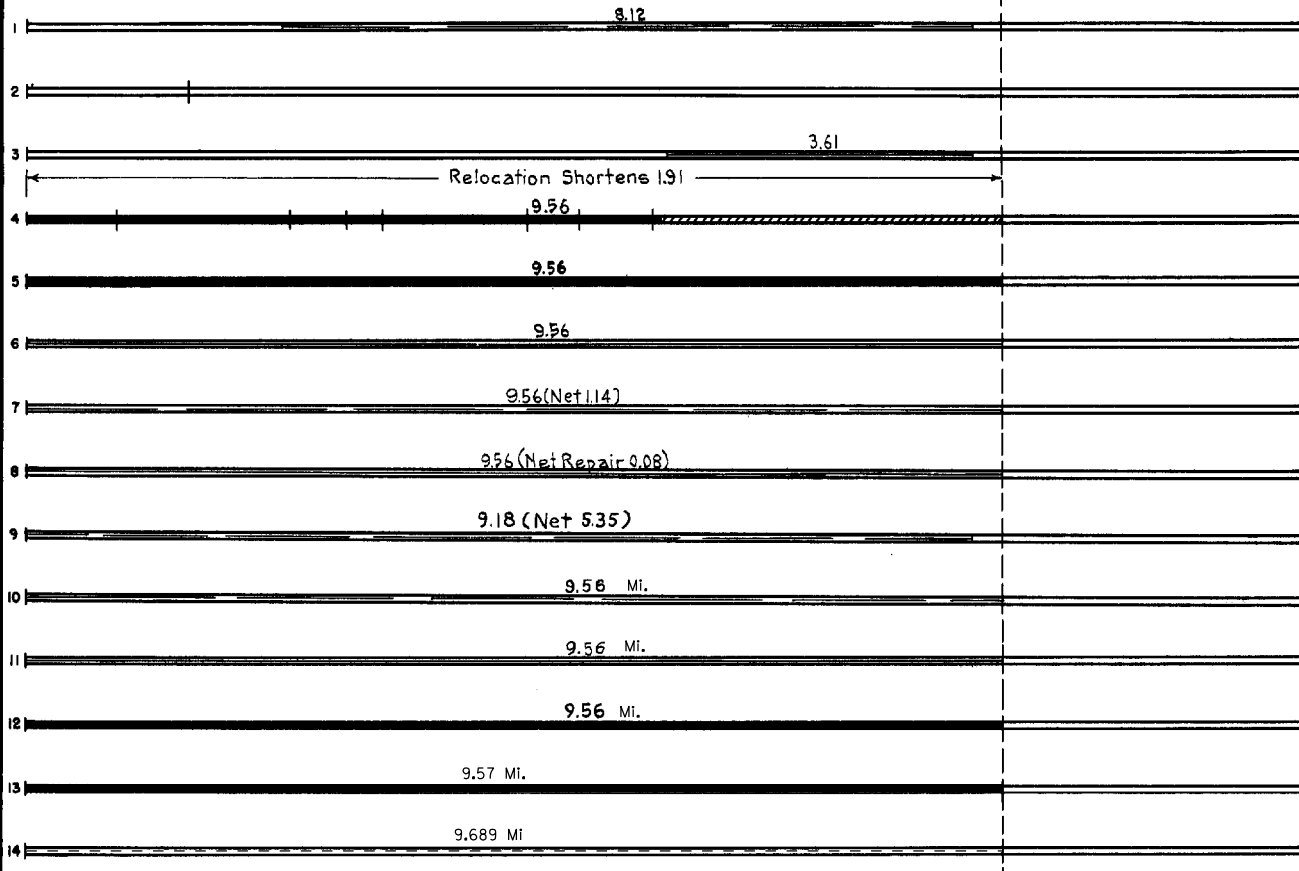 8.12
1
2
3.61
3
Relocation Shortens 1.91
9.56
4
9.56
5
9.56
6
9.56(Net 1.14)
7
9.56 (Net Repair 0.08)
8
9.18 (Net 5.35)
9
9.56 Mi.
10
9.56 Mi.
11
9.56 Mi.
12
9.57 Mi.
13
9.689 Mi
14